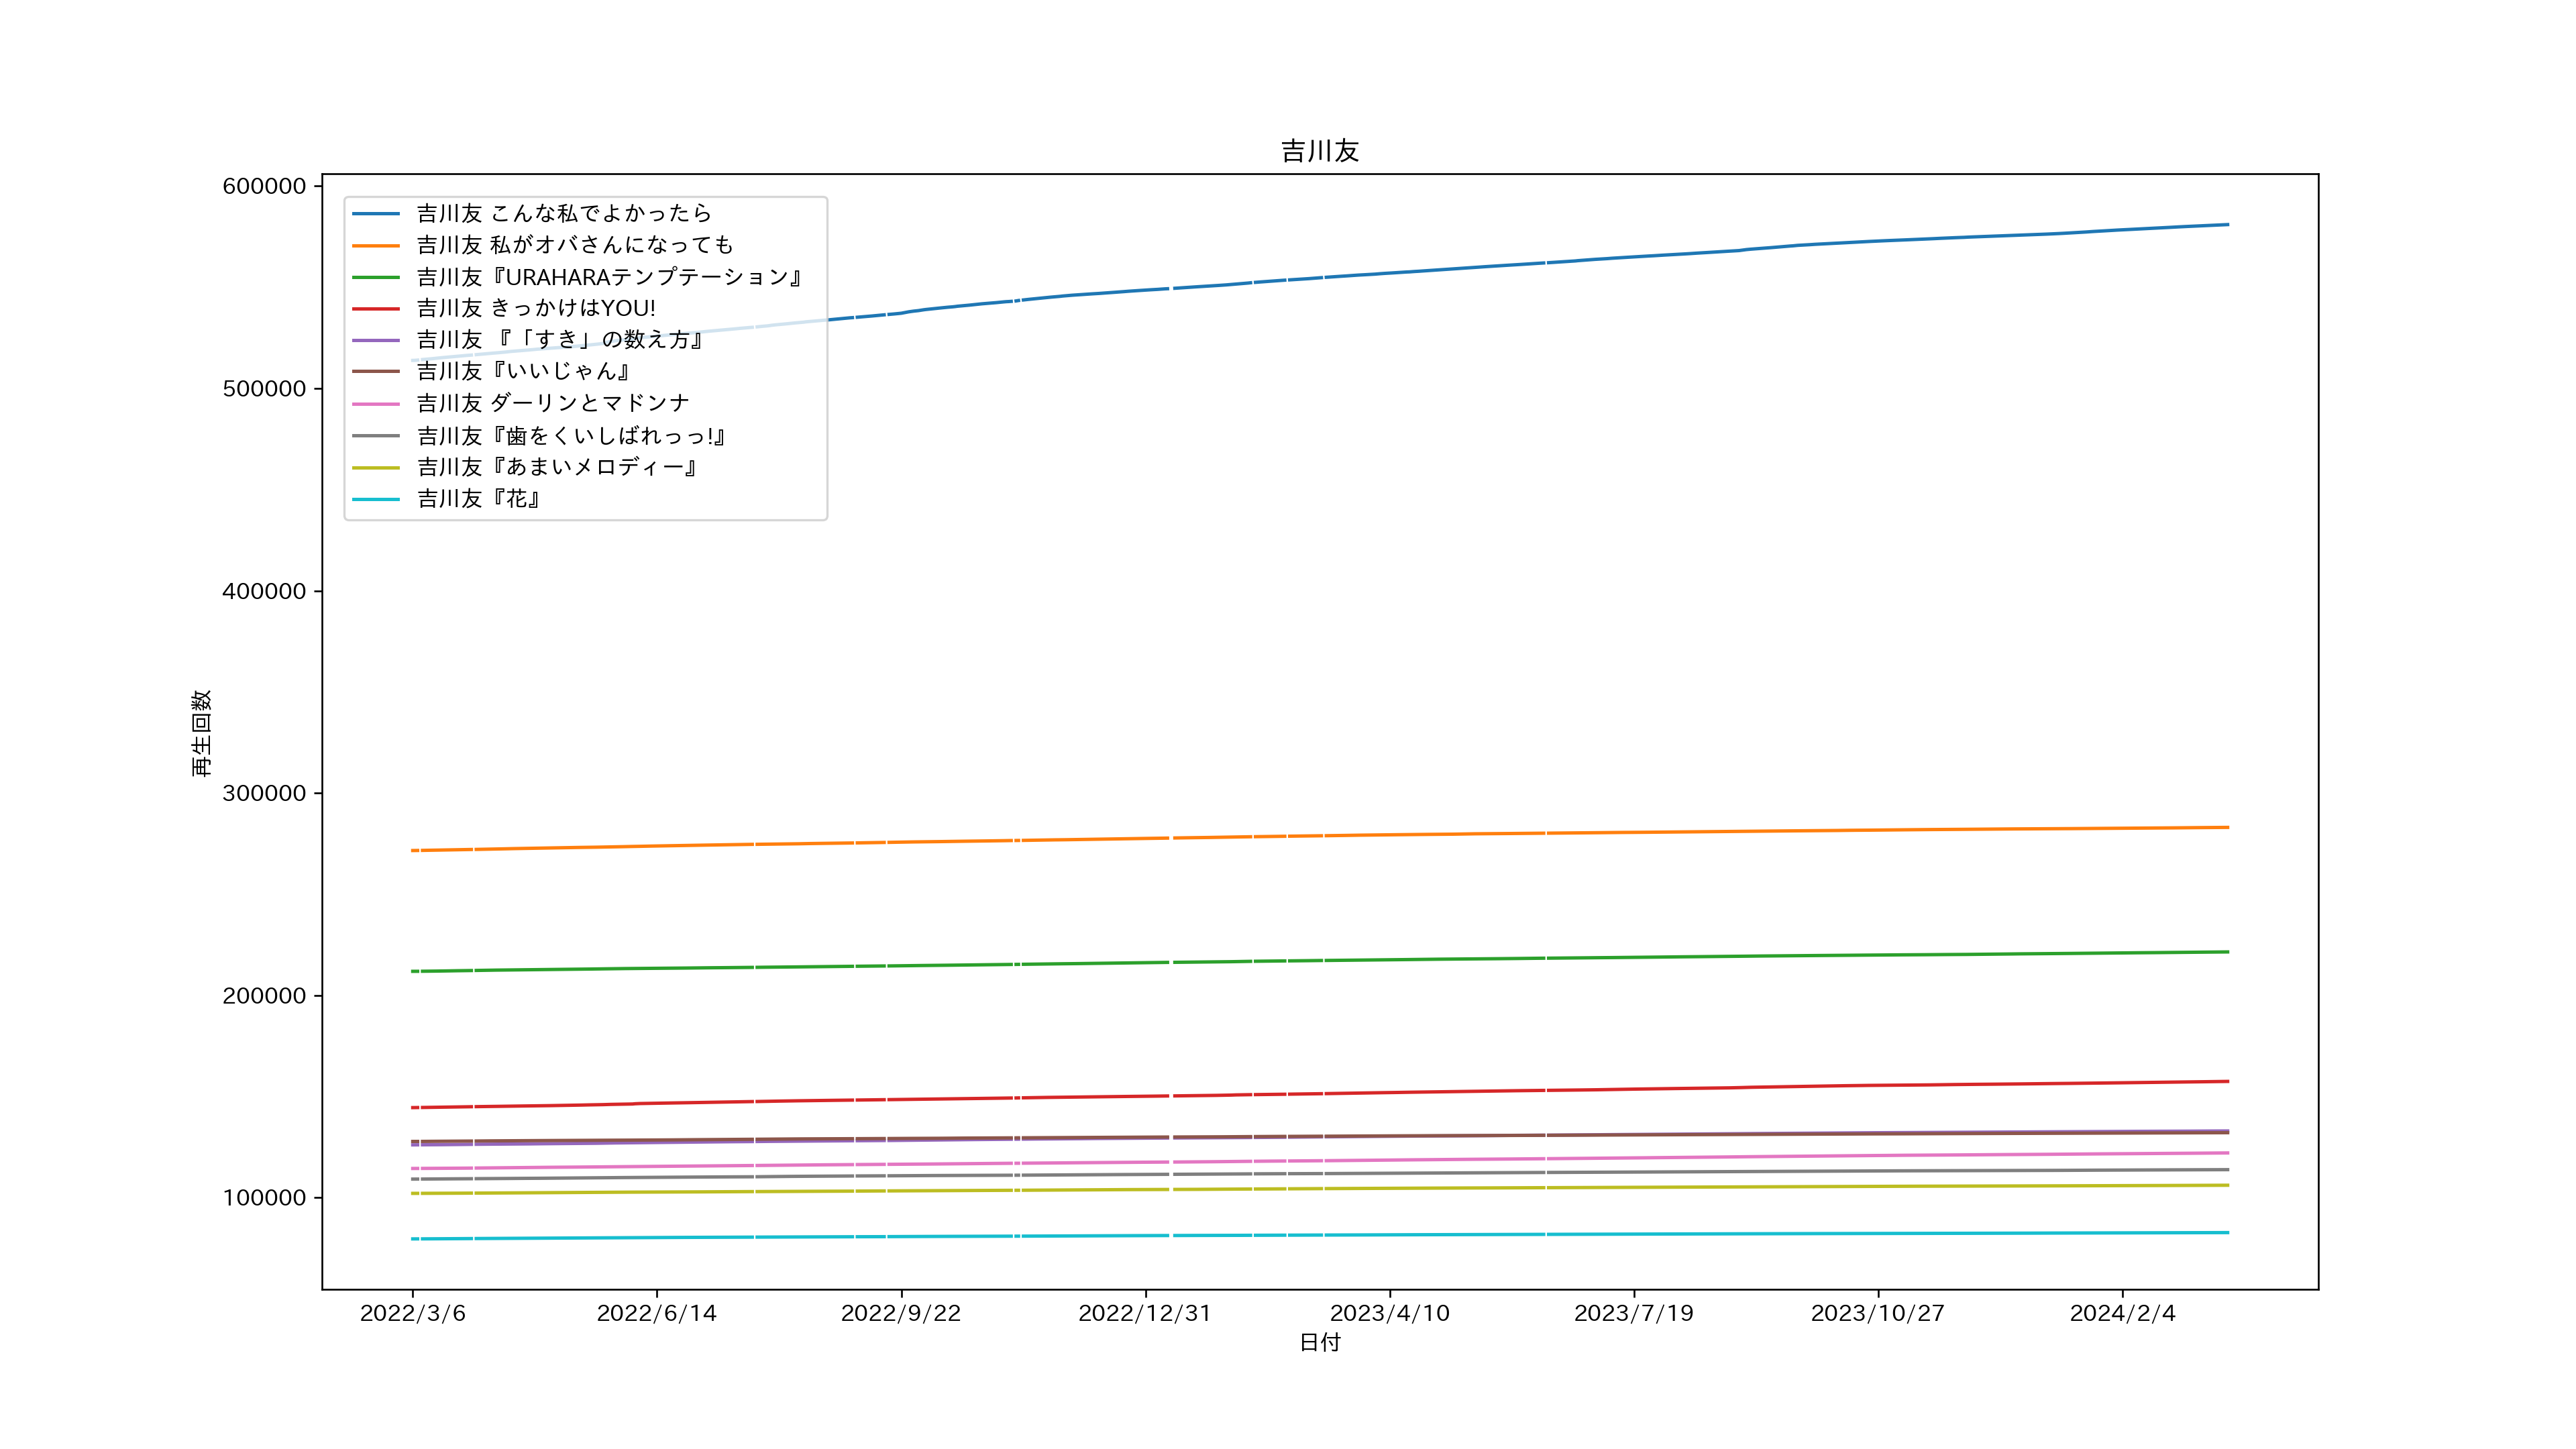 吉川友
600000
500000
400000
300000
200000
100000
再生回数
吉川友 こんな私でよかったら
吉川友 私がオバさんになっても
吉川友『URAHARAテンプテーション』
吉川友 きっかけはYOU!
吉川友 『「すき」の数え方』
吉川友『いいじゃん』
吉川友 ダーリンとマドンナ
吉川友『歯をくいしばれっっ!』
吉川友『あまいメロディー』
吉川友『花』
2022/3/6 2022/6/14 2022/9/22 2022/12/31 2023/4/10 2023/7/19 2023/10/27 2024/2/4
日付